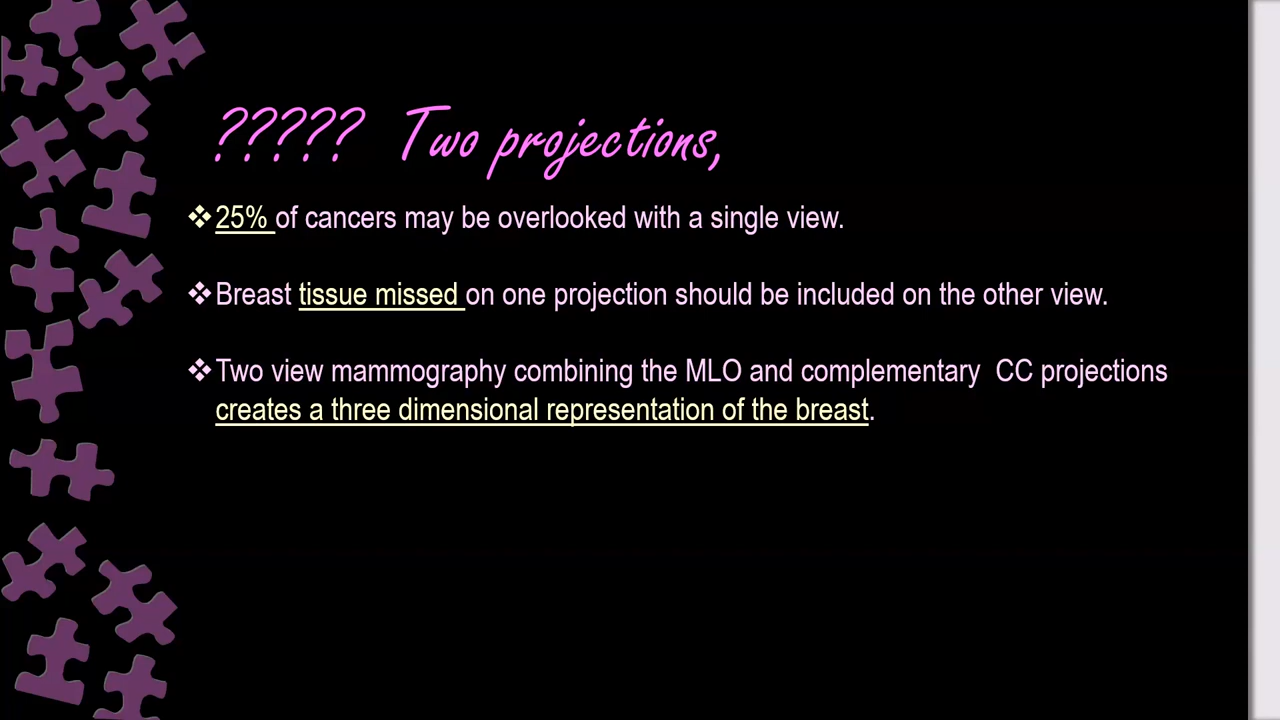 ????? Two projections,
❖25% of cancers may be overlooked with a single view.
❖Breast tissue missed on one projection should be included on the other view.
❖Two view mammography combining the MLO and complementary CC projections
creates a three dimensional representation of the breast.